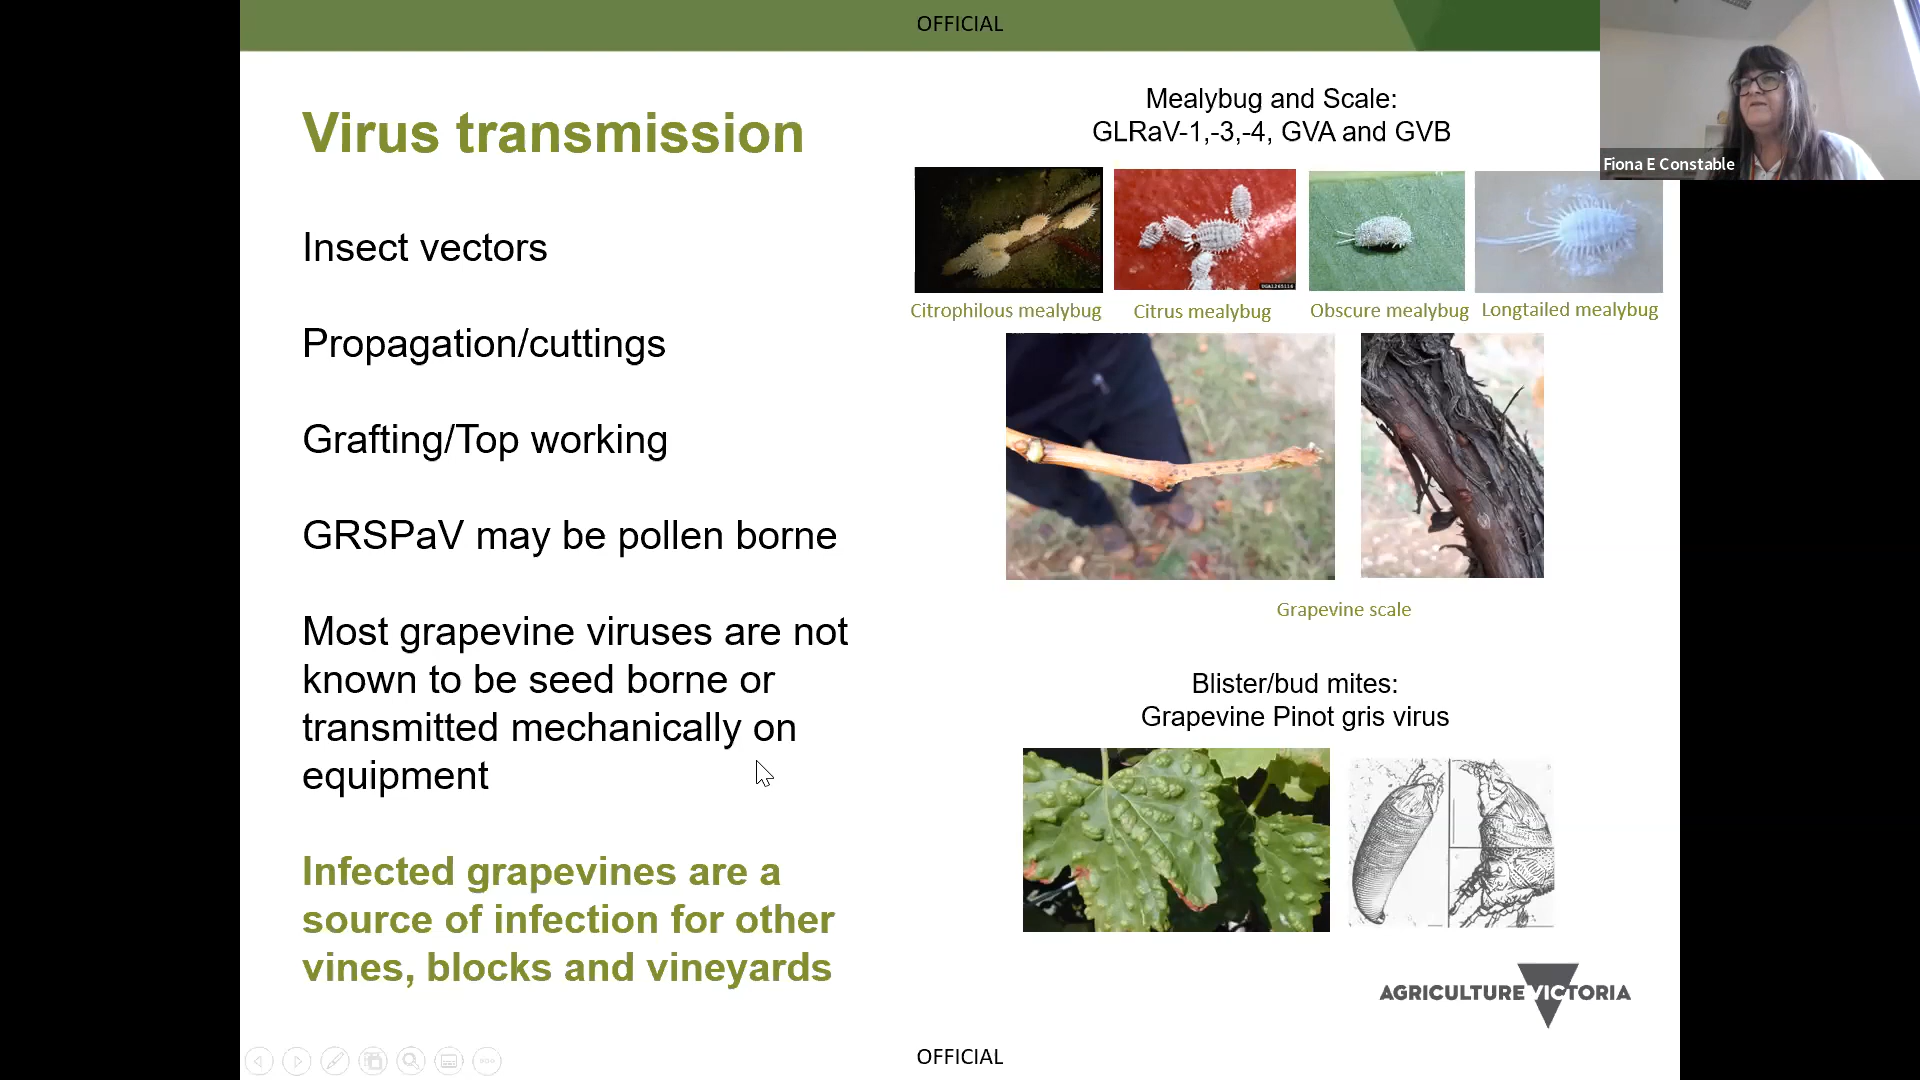 OFFICIAL
Virus transmission
Insect vectors
Propagation/cuttings
Grafting/Top working
GRSPaV may be pollen borne
Most grapevine viruses are not
known to be seed borne or
transmitted mechanically on
equipment
Infected grapevines are a
source of infection for other
vines, blocks and vineyards
Mealybug and Scale:
GLRaV-1,-3,-4, GVA and GVB
Citrophilous mealybug
Citrus mealybug
Obscure mealybug
Longtailed mealybug
Grapevine scale
Blister/bud mites:
Grapevine Pinot gris virus
AGRICULTURE VICTORIA
OFFICIAL
Fiona E Constable